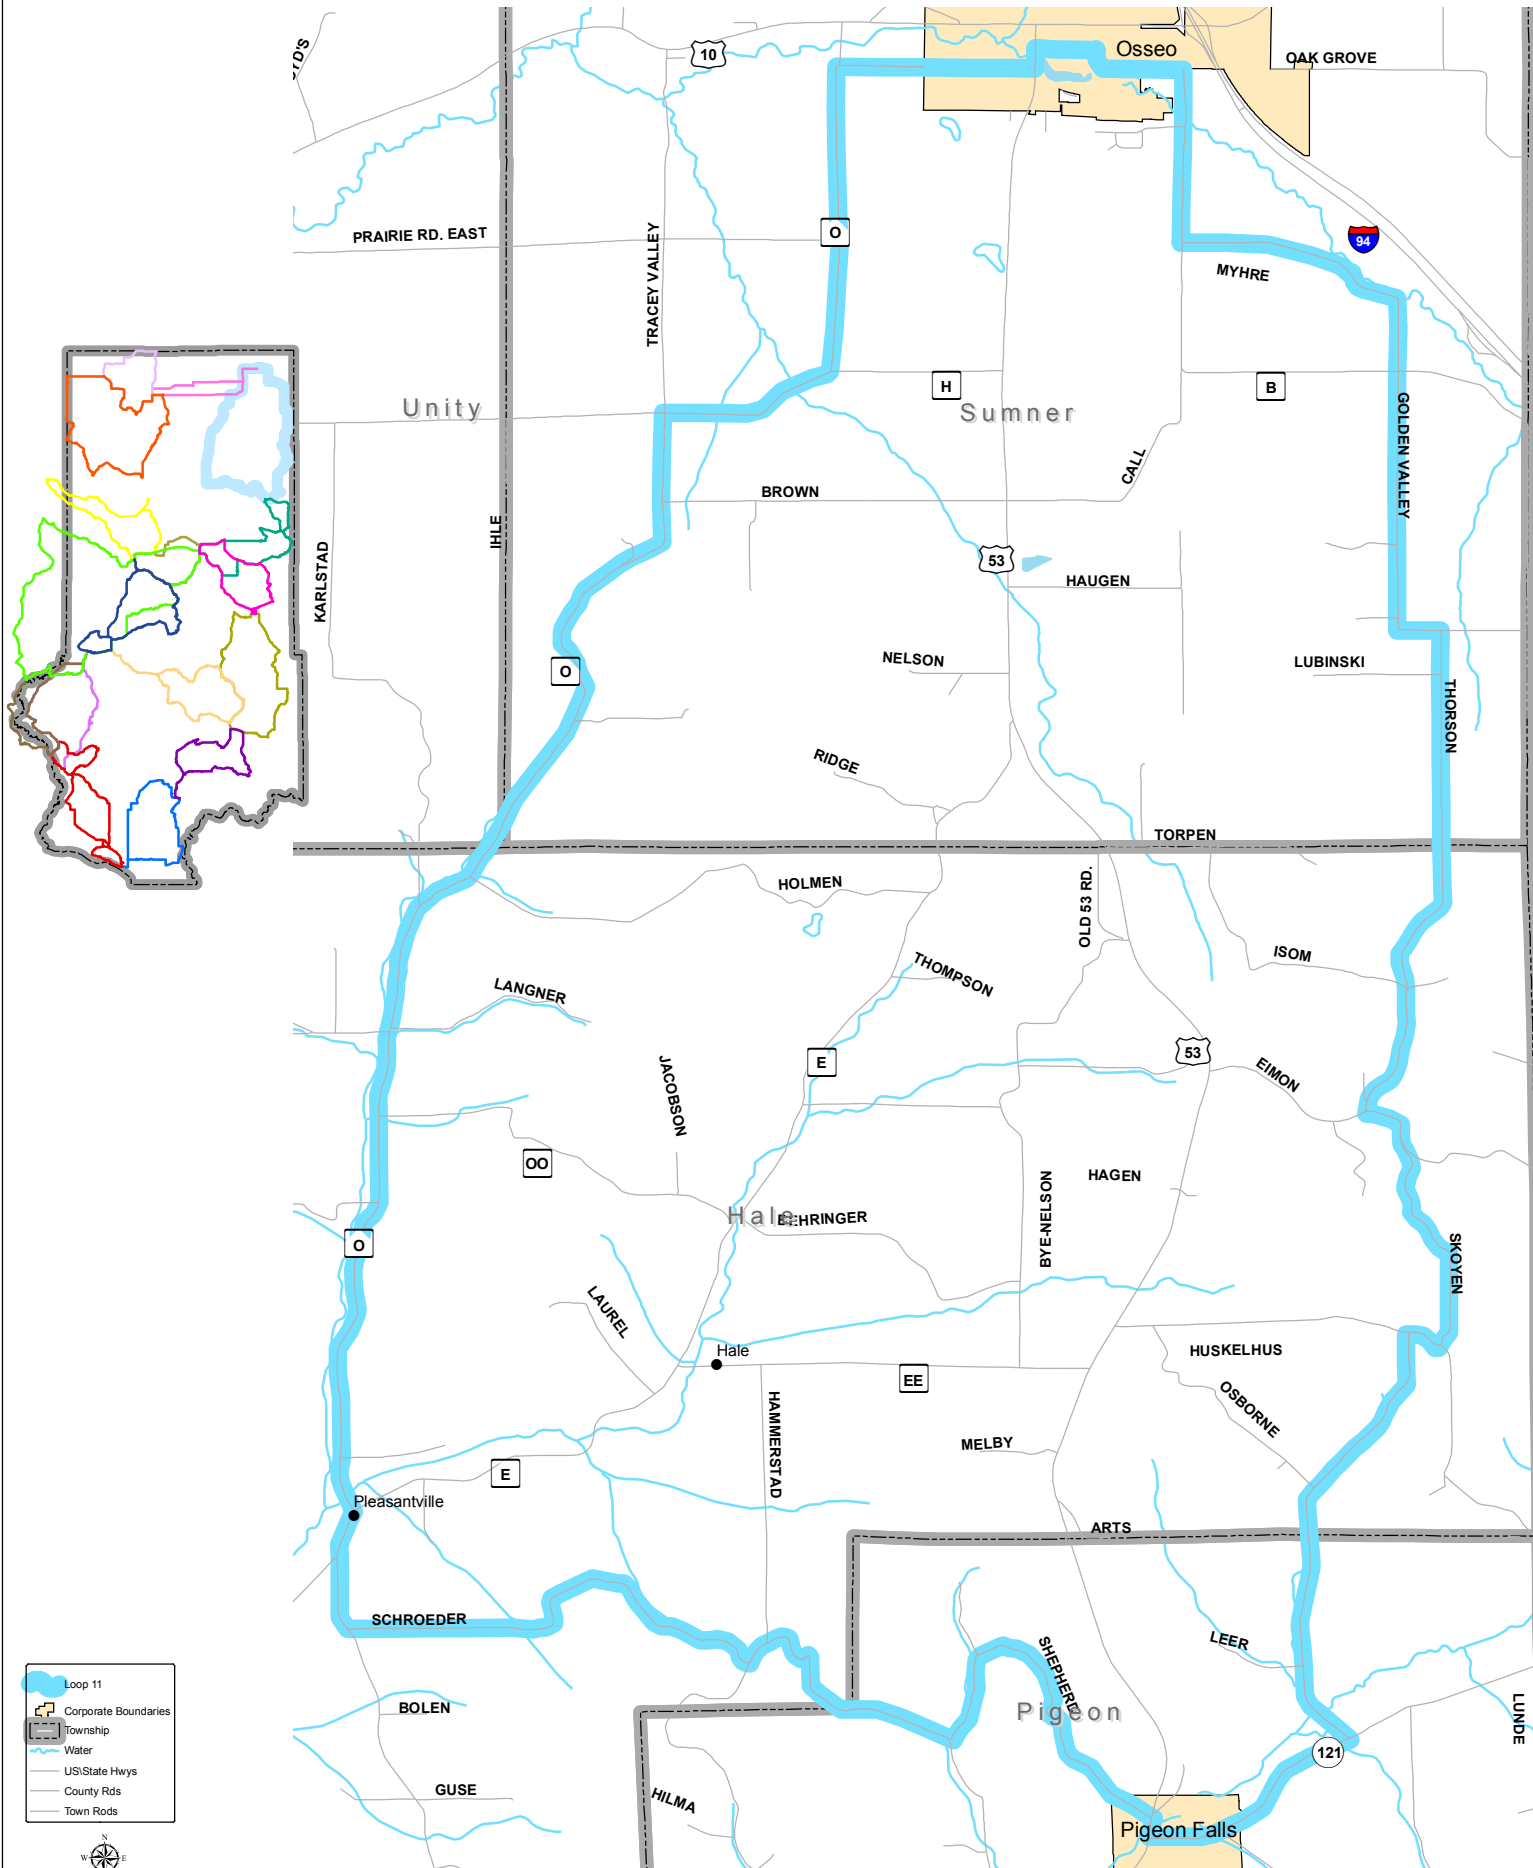 Osseo
10
OAK GROVE
PRAIRIE RD. EAST
O
94
MYHRE
TRACEY VALLEY
H
B
Unity
Sumner
GOLDEN VALLEY
CALL
BROWN
IHLE
KARLSTAD
53
HAUGEN
NELSON
O
LUBINSKI
THORSON
RIDGE
TORPEN
HOLMEN
OLD 53 RD.
ISOM
THOMPSON
LANGNER
53
E
EIMON
JACOBSON
OO
HAGEN
BYE-NELSON
Hale
BEHRINGER
O
SKOYEN
LAUREL
Hale
HUSKELHUS
EE
OSBORNE
HAMMERSTAD
MELBY
E
Pleasantville
ARTS
SCHROEDER
LEER
SHEPHERD
Pigeon
BOLEN
LUNDE
121
GUSE
HILMA
Pigeon Falls
Loop 11
Corporate Boundaries
Township
Water
US\State Hwys
County Rds
Town Rods
N
W
E